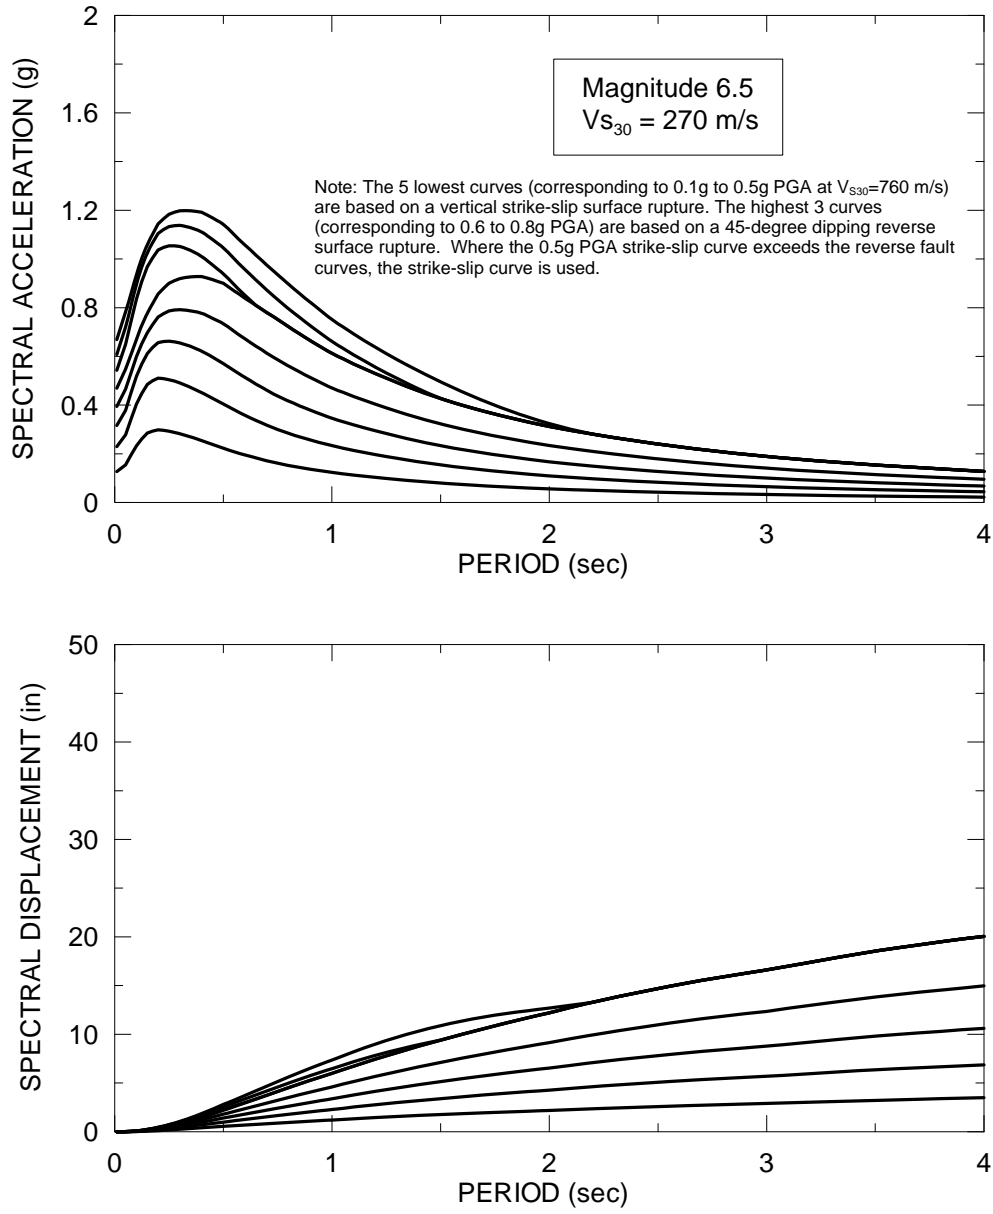 2
1.6
1.2
0.8
0.4
0
SPECTRAL ACCELERATION (g)
Magnitude 6.5
Vs30 = 270 m/s
Note: The 5 lowest curves (corresponding to 0.1g to 0.5g PGA at VS30=760 m/s)
are based on a vertical strike-slip surface rupture. The highest 3 curves
(corresponding to 0.6 to 0.8g PGA) are based on a 45-degree dipping reverse
surface rupture.  Where the 0.5g PGA strike-slip curve exceeds the reverse fault
curves, the strike-slip curve is used.
0 1 2 3 4
PERIOD (sec)
50
40
30
20
10
0
SPECTRAL DISPLACEMENT (in)
0 1 2 3 4
PERIOD (sec)